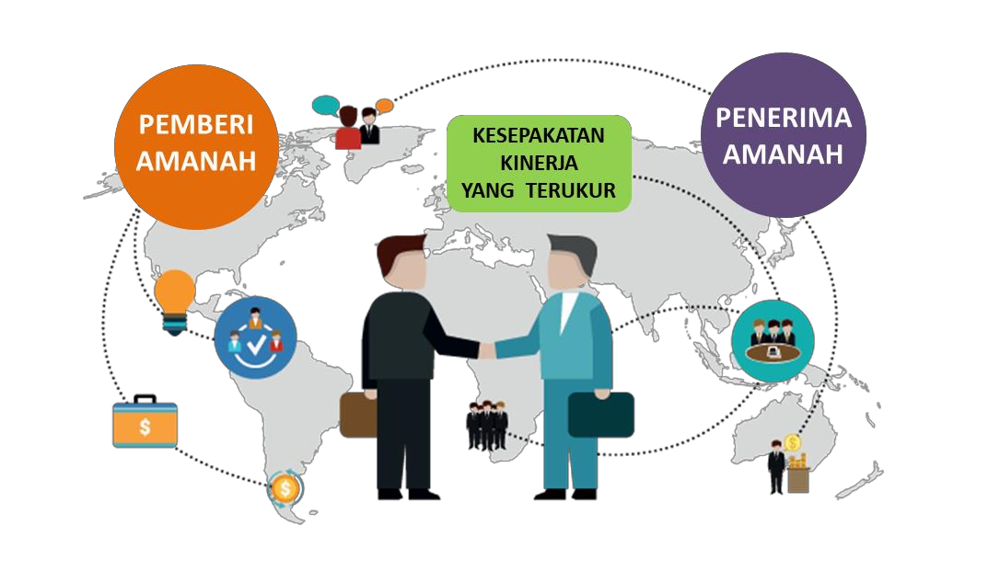 PEMBERI
AMANAH
KESEPAKATAN
KINERJA
YANG TERUKUR
PENERIMA
AMANAH
$
$
$